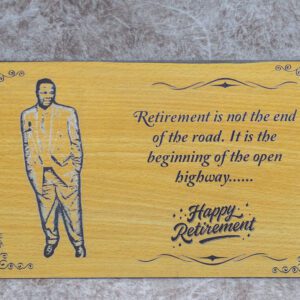 Retirement is not the end
of the road. It is the
beginning of the open
highway......
Happy
Retirement